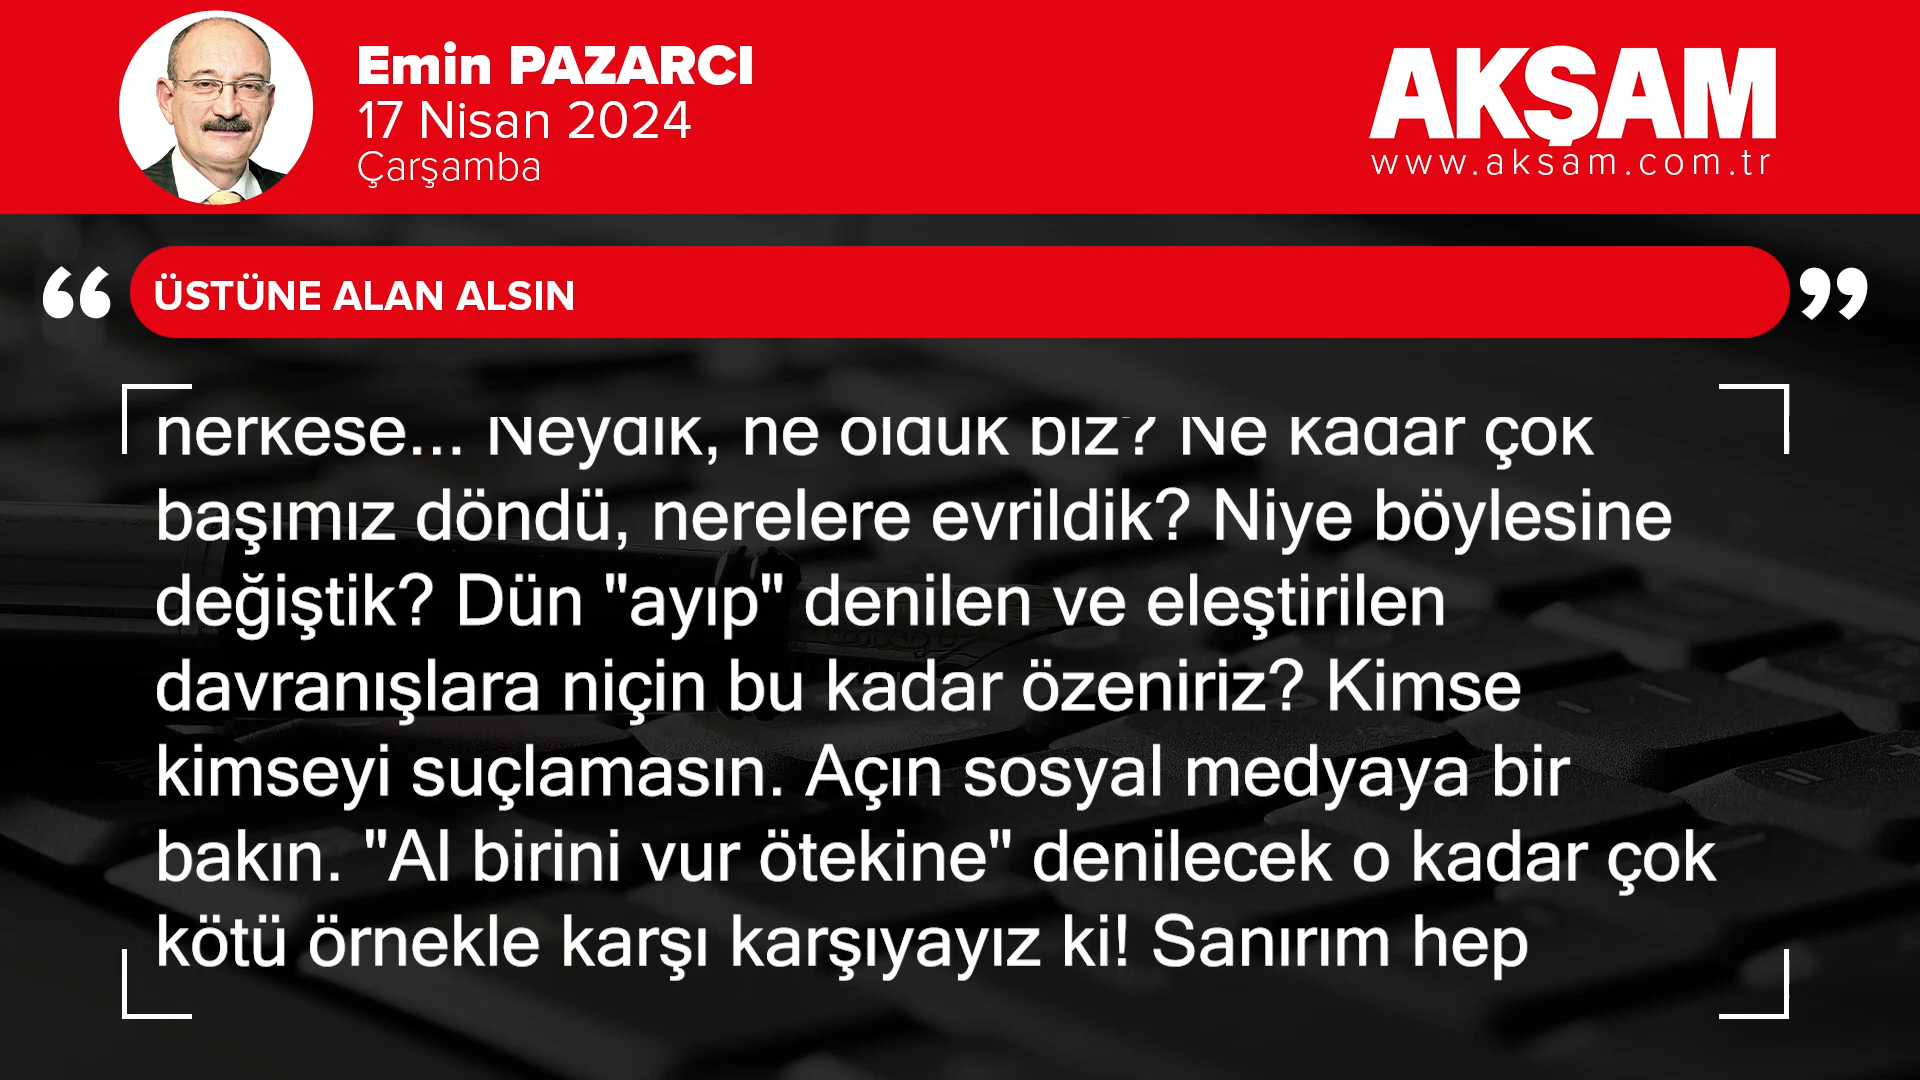 Emin PAZARCI
17 Nisan 2024
Çarşamba
AKŞAM
www.aksam.com.tr
“ ÜSTÜNE ALAN ALSIN ”
herkese... Neydik, ne olduk biz? Ne kadar çok
başımız döndü, nerelere evrildik? Niye böylesine
değiştik? Dün "ayıp" denilen ve eleştirilen
davranışlara niçin bu kadar özeniriz? Kimse
kimseyi suçlamasın. Açın sosyal medyaya bir
bakın. "Al birini vur ötekine" denilecek o kadar çok
kötü örnekle karşı karşıyayız ki! Sanırım hep